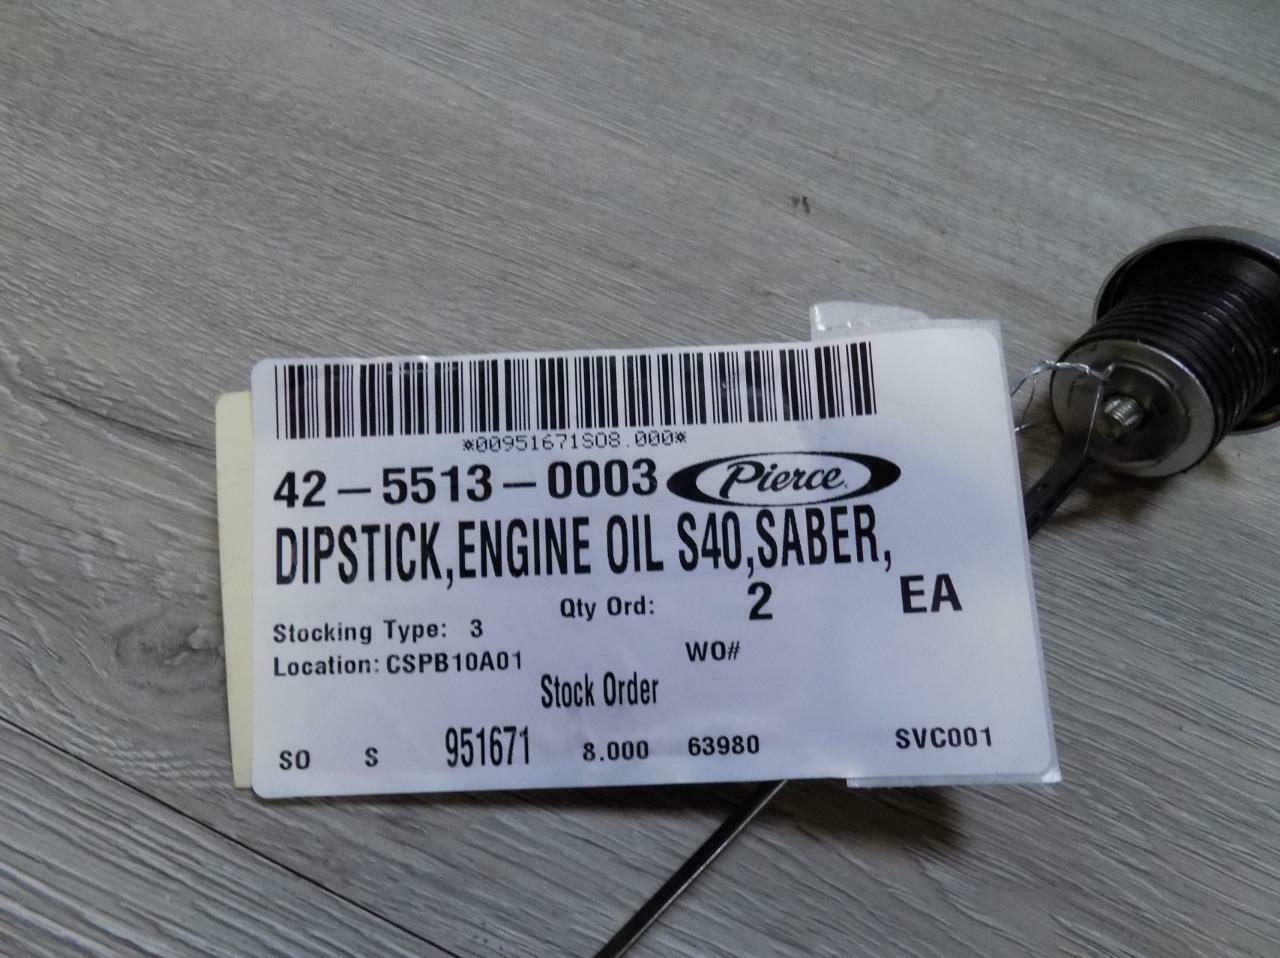 *00951671SO8.000*
42-5513-0003 Pierce
DIPSTICK,ENGINE OIL S40,SABER,
Qty Ord: 2 EA
Stocking Type: 3
Location: CSPB10A01 WO#
Stock Order
SO S 951671 8.000 63980 SVC001